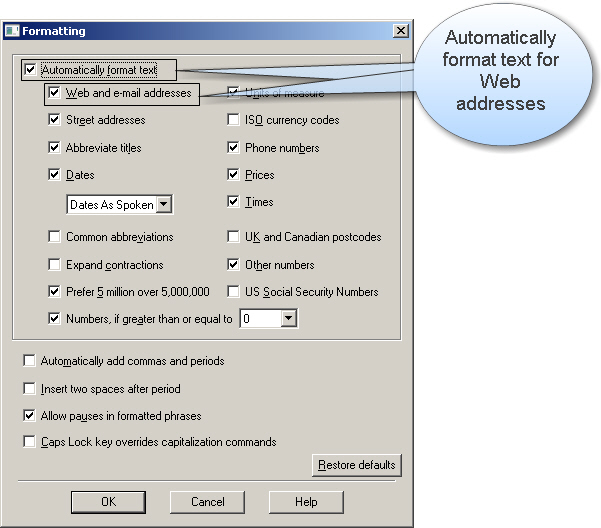 Formatting
Automatically
format text for
Web
addresses
Automatically format text
Web and e-mail addresses
Units of measure
Street addresses
ISO currency codes
Abbreviate titles
Phone numbers
Dates
Prices
Dates As Spoken
Times
Common abbreviations
UK and Canadian postcodes
Expand contractions
Other numbers
Prefer 5 million over 5,000,000
US Social Security Numbers
Numbers, if greater than or equal to
0
Automatically add commas and periods
Insert two spaces after period
Allow pauses in formatted phrases
Caps Lock key overrides capitalization commands
Restore defaults
OK
Cancel
Help